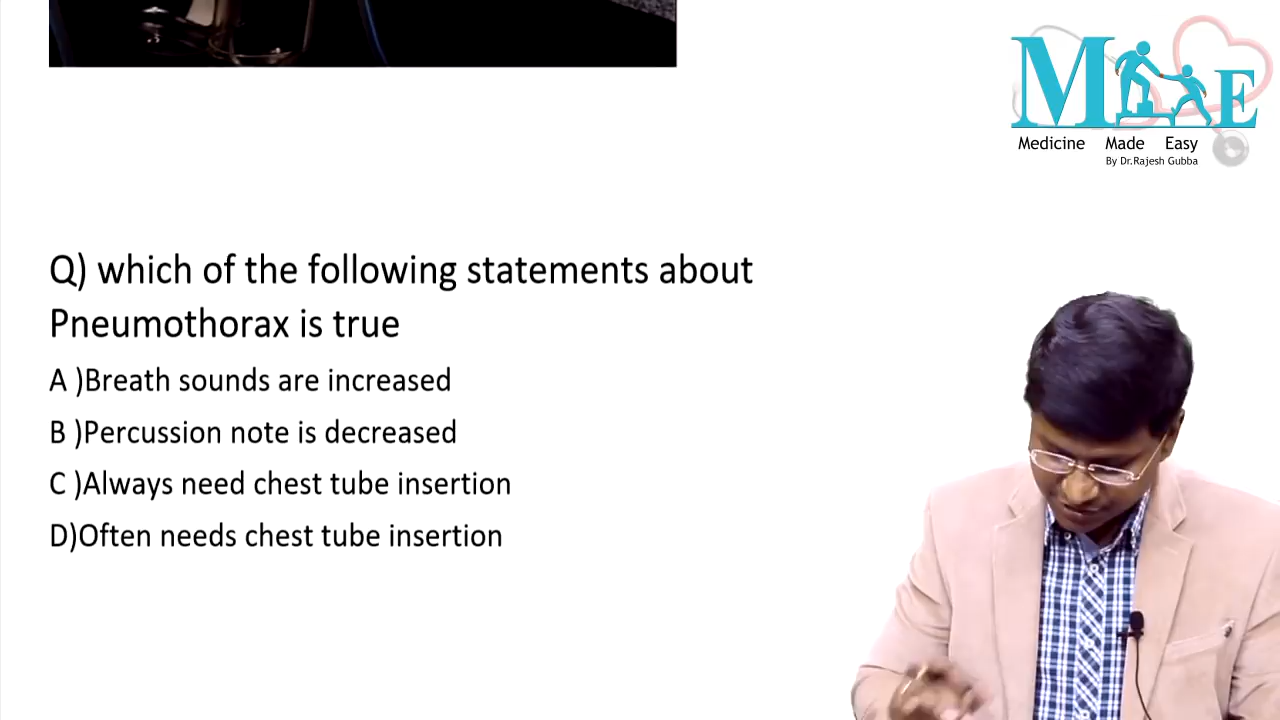 M E
Medicine Made Easy
By Dr.Rajesh Gubba
Q) which of the following statements about
Pneumothorax is true
A )Breath sounds are increased
B )Percussion note is decreased
C )Always need chest tube insertion
D)Often needs chest tube insertion